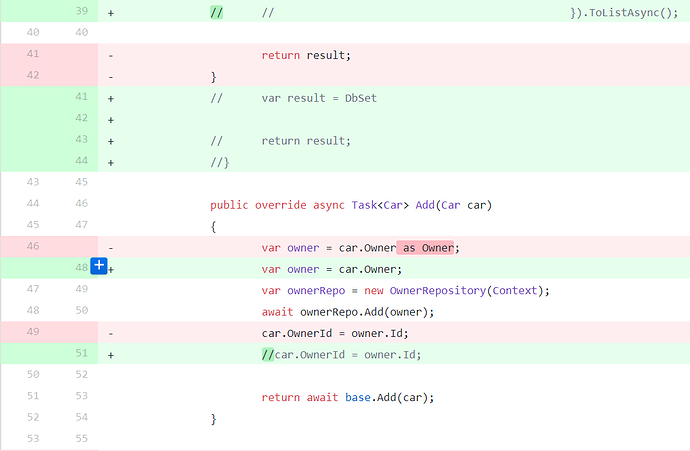 39 + // // }).ToListAsync();
40 40
41 - return result;
42 - }
41 + // var result = DbSet
42 +
43 + // return result;
44 + //}
43 45
44 46 public override async Task<Car> Add(Car car)
45 47 {
46 - var owner = car.Owner as Owner;
48 + var owner = car.Owner;
47 49 var ownerRepo = new OwnerRepository(Context);
48 50 await ownerRepo.Add(owner);
49 - car.OwnerId = owner.Id;
51 + //car.OwnerId = owner.Id;
50 52
51 53 return await base.Add(car);
52 54 }
53 55